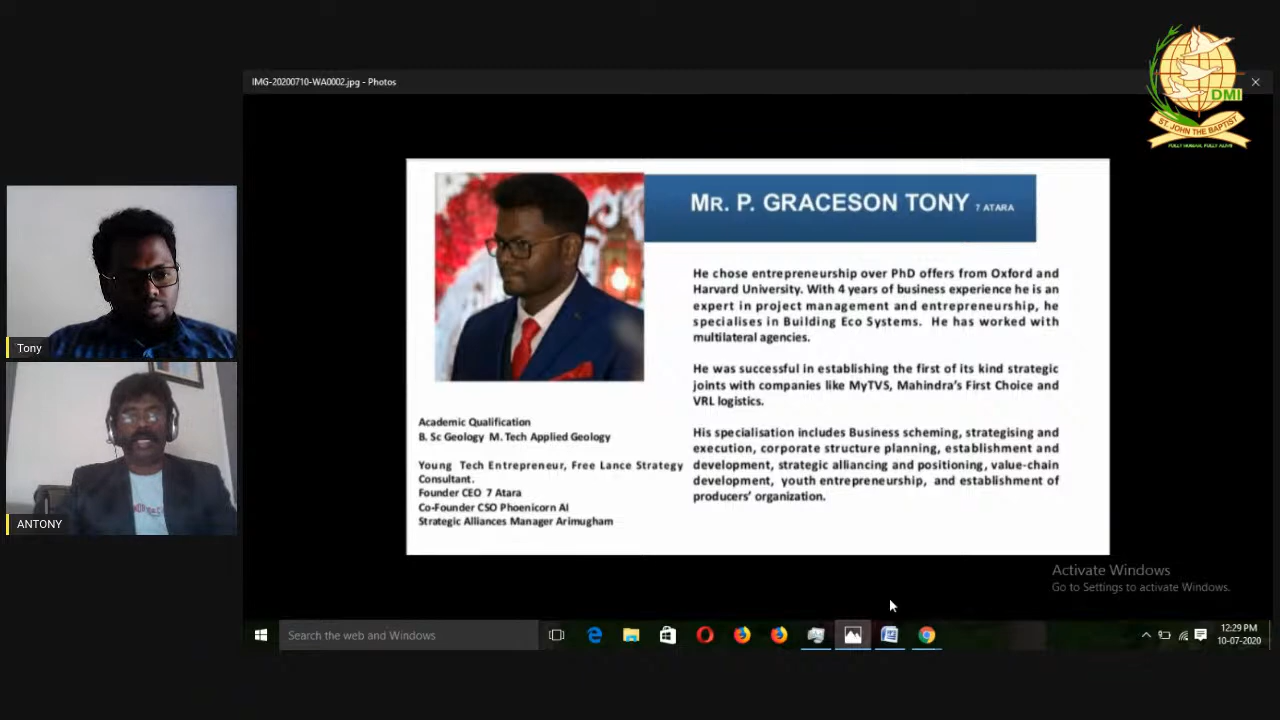 IMG-20200710-WA0002.jpg - Photos
DMI
ST. JOHN THE BAPTIST
FULLY HUMAN, FULLY ALIVE
MR. P. GRACESON TONY 7 ATARA
He chose entrepreneurship over PhD offers from Oxford and
Harvard University. With 4 years of business experience he is an
expert in project management and entrepreneurship, he
specialises in Building Eco Systems. He has worked with
multilateral agencies.
He was successful in establishing the first of its kind strategic
joints with companies like MyTVS, Mahindra's First Choice and
VRL logistics.
His specialisation includes Business scheming, strategising and
execution, corporate structure planning, establishment and
development, strategic alliancing and positioning, value-chain
development, youth entrepreneurship, and establishment of
producers' organization.
Academic Qualification
B. Sc Geology M. Tech Applied Geology
Young Tech Entrepreneur, Free Lance Strategy
Consultant.
Founder CEO 7 Atara
Co-Founder CSO Phoenicorn AI
Strategic Alliances Manager Arimugham
Tony
ANTONY
Activate Windows
Go to Settings to activate Windows.
Search the web and Windows
12:29 PM
10-07-2020